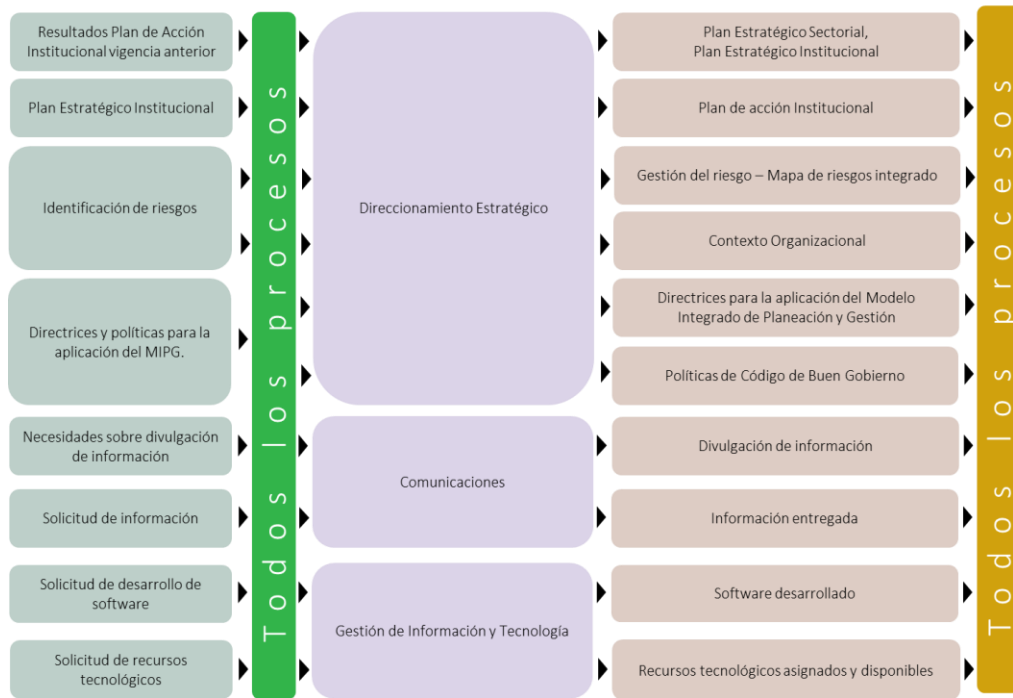 Resultados Plan de Acción
Institucional vigencia anterior
Plan Estratégico Institucional
Identificación de riesgos
Directrices y políticas para la
aplicación del MIPG.
Necesidades sobre divulgación
de información
Solicitud de información
Solicitud de desarrollo de
software
Solicitud de recursos
tecnológicos
Todos los procesos
Direccionamiento Estratégico
Comunicaciones
Gestión de Información y Tecnología
Plan Estratégico Sectorial,
Plan Estratégico Institucional
Plan de acción Institucional
Gestión del riesgo – Mapa de riesgos integrado
Contexto Organizacional
Directrices para la aplicación del Modelo
Integrado de Planeación y Gestión
Políticas de Código de Buen Gobierno
Divulgación de información
Información entregada
Software desarrollado
Recursos tecnológicos asignados y disponibles
Todos los procesos